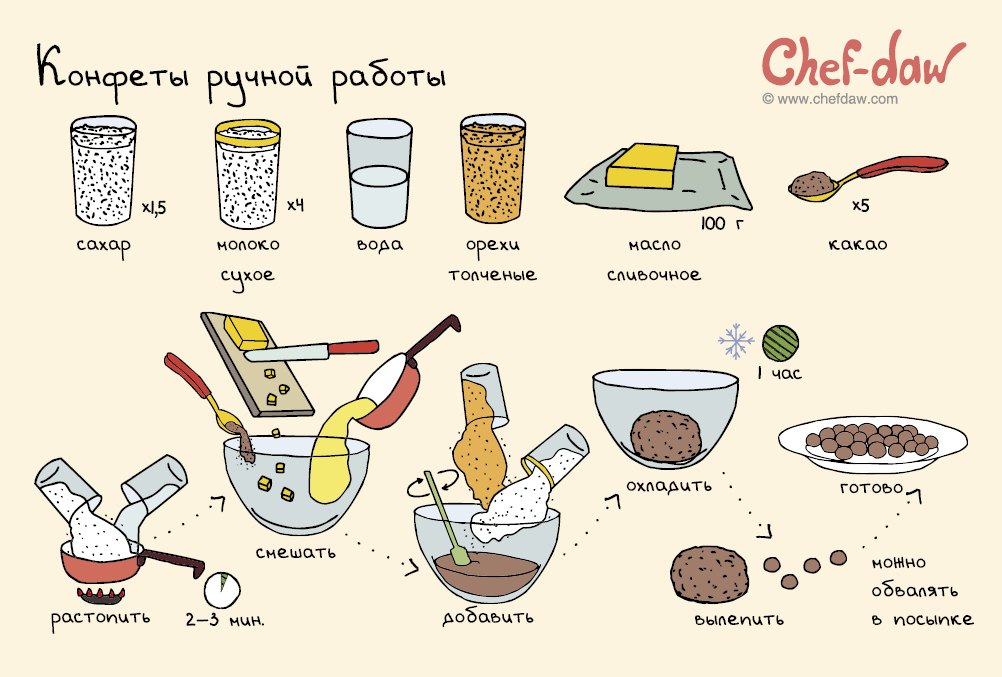 Конфеты ручной работы
Chef-daw
© www.chefdaw.com
x1,5
x4
100 г
x5
сахар
молоко
сухое
вода
орехи
толченые
масло
сливочное
какао
1 час
растопить
2–3 мин.
смешать
добавить
охладить
вылепить
готово
можно
обвалять
в посыпке